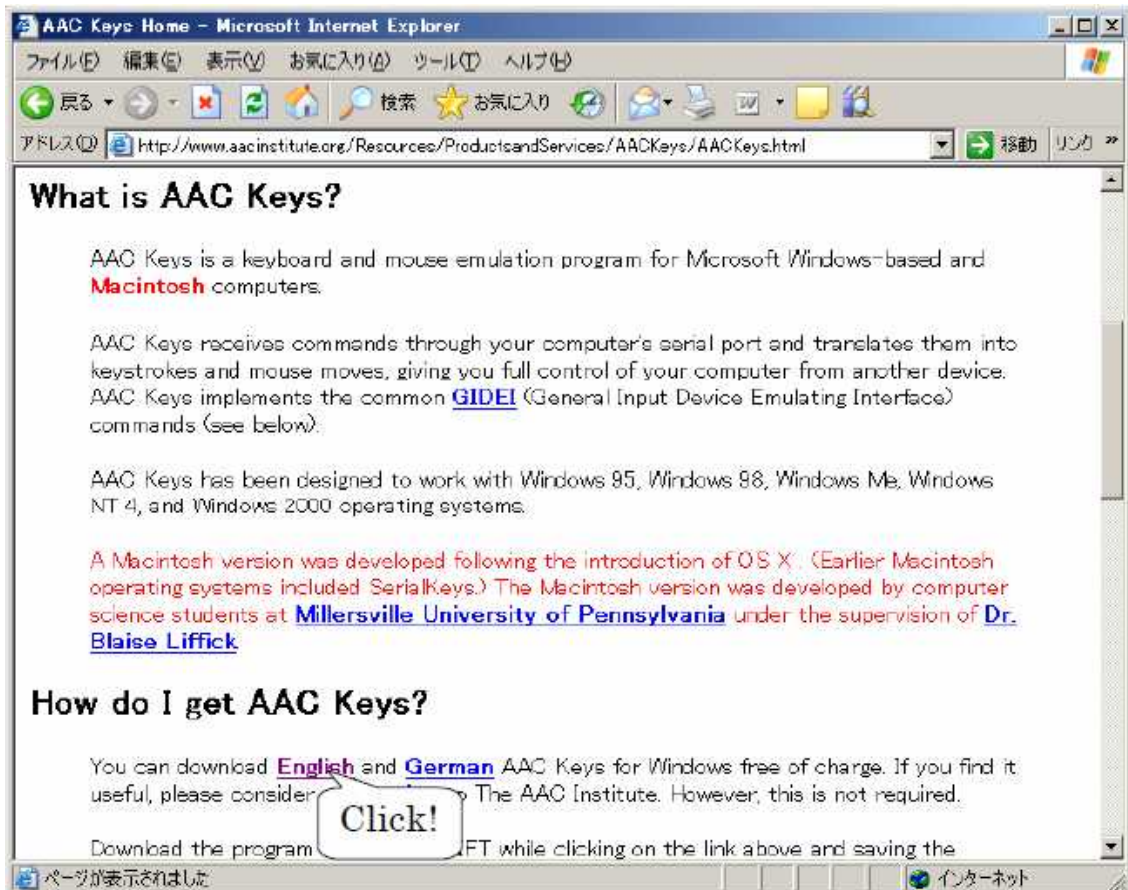 AAC Keys Home - Microsoft Internet Explorer
ファイル(F) 編集(E) 表示(V) お気に入り(A) ツール(T) ヘルプ(H)
戻る 検索 お気に入り
アドレス(D) http://www.aacinstitute.org/Resources/ProductsandServices/AACKeys/AACKeys.html 移動 リンク »
What is AAC Keys?
AAC Keys is a keyboard and mouse emulation program for Microsoft Windows-based and
Macintosh computers.
AAC Keys receives commands through your computer's serial port and translates them into
keystrokes and mouse moves, giving you full control of your computer from another device.
AAC Keys implements the common GIDEI (General Input Device Emulating Interface)
commands (see below).
AAC Keys has been designed to work with Windows 95, Windows 98, Windows Me, Windows
NT 4, and Windows 2000 operating systems.
A Macintosh version was developed following the introduction of OS X . (Earlier Macintosh
operating systems included SerialKeys.) The Macintosh version was developed by computer
science students at Millersville University of Pennsylvania under the supervision of Dr.
Blaise Liffick
How do I get AAC Keys?
You can download English and German AAC Keys for Windows free of charge. If you find it
useful, please consider The AAC Institute. However, this is not required.
Click!
Download the program FT while clicking on the link above and saving the
ページが表示されました インターネット